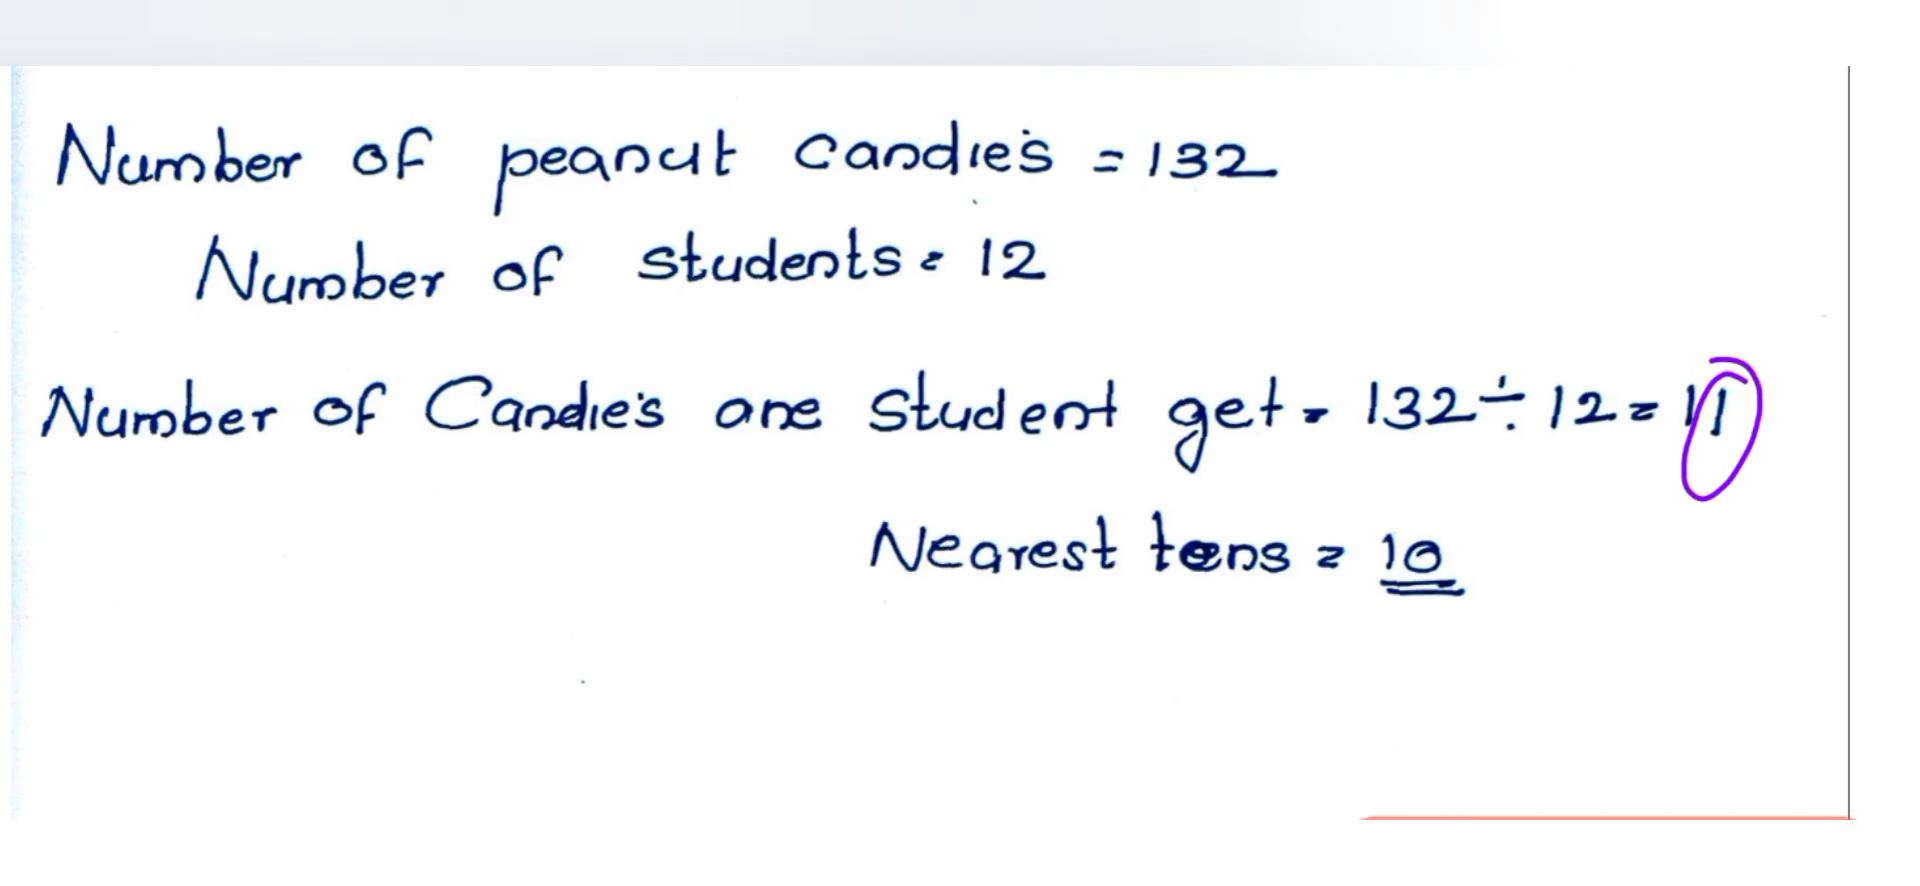 Number of peanut candies = 132
Number of students = 12
Number of Candies one student get = 132 ÷ 12 = 11
Nearest tens = 10